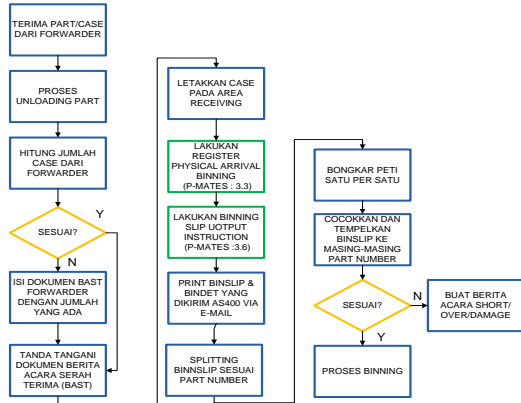 TERIMA PART/CASE
DARI FORWARDER
PROSES
UNLOADING PART
HITUNG JUMLAH
CASE DARI
FORWARDER
SESUAI?
Y
N
ISI DOKUMEN BAST
FORWARDER
DENGAN JUMLAH
YANG ADA
TANDA TANGANI
DOKUMEN BERITA
ACARA SERAH
TERIMA (BAST)
LETAKKAN CASE
PADA AREA
RECEIVING
LAKUKAN
REGISTER
PHYSICAL ARRIVAL
BINNING
(P-MATES : 3.3)
LAKUKAN BINNING
SLIP UOTPUT
INSTRUCTION
(P-MATES :3.6)
PRINT BINSLIP &
BINDET YANG
DIKIRIM AS400 VIA
E-MAIL
SPLITTING
BINNSLIP SESUAI
PART NUMBER
BONGKAR PETI
SATU PER SATU
COCOKKAN DAN
TEMPELKAN
BINSLIP KE
MASING-MASING
PART NUMBER
SESUAI?
N
Y
BUAT BERITA
ACARA SHORT/
OVER/DAMAGE
PROSES BINNING